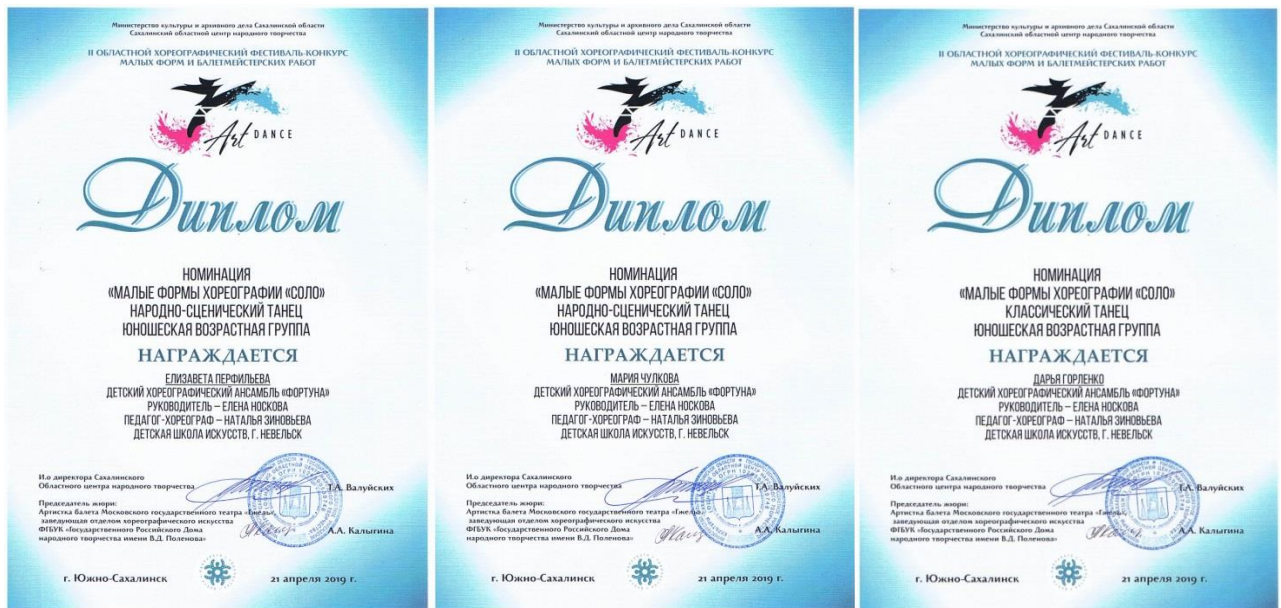 Министерство культуры и архивного дела Сахалинской области
Сахалинский областной центр народного творчества
II ОБЛАСТНОЙ ХОРЕОГРАФИЧЕСКИЙ ФЕСТИВАЛЬ-КОНКУРС
МАЛЫХ ФОРМ И БАЛЕТМЕЙСТЕРСКИХ РАБОТ
Art DANCE
Диплом
НОМИНАЦИЯ
«МАЛЫЕ ФОРМЫ ХОРЕОГРАФИИ «СОЛО»
НАРОДНО-СЦЕНИЧЕСКИЙ ТАНЕЦ
ЮНОШЕСКАЯ ВОЗРАСТНАЯ ГРУППА
НАГРАЖДАЕТСЯ
ЕЛИЗАВЕТА ПЕРФИЛЬЕВА
ДЕТСКИЙ ХОРЕОГРАФИЧЕСКИЙ АНСАМБЛЬ «ФОРТУНА»
РУКОВОДИТЕЛЬ – ЕЛЕНА НОСКОВА
ПЕДАГОГ-ХОРЕОГРАФ – НАТАЛЬЯ ЗИНОВЬЕВА
ДЕТСКАЯ ШКОЛА ИСКУССТВ, Г. НЕВЕЛЬСК
И.о директора Сахалинского
Областного центра народного творчества Т.А. Валуйских
Председатель жюри:
Артистка балета Московского государственного театра «Гжель»,
заведующая отделом хореографического искусства
ФГБУК «Государственного Российского Дома А.А. Калыгина
народного творчества имени В.Д. Поленова»
г. Южно-Сахалинск 21 апреля 2019 г.
Министерство культуры и архивного дела Сахалинской области
Сахалинский областной центр народного творчества
II ОБЛАСТНОЙ ХОРЕОГРАФИЧЕСКИЙ ФЕСТИВАЛЬ-КОНКУРС
МАЛЫХ ФОРМ И БАЛЕТМЕЙСТЕРСКИХ РАБОТ
Art DANCE
Диплом
НОМИНАЦИЯ
«МАЛЫЕ ФОРМЫ ХОРЕОГРАФИИ «СОЛО»
НАРОДНО-СЦЕНИЧЕСКИЙ ТАНЕЦ
ЮНОШЕСКАЯ ВОЗРАСТНАЯ ГРУППА
НАГРАЖДАЕТСЯ
МАРИЯ ЧУЛКОВА
ДЕТСКИЙ ХОРЕОГРАФИЧЕСКИЙ АНСАМБЛЬ «ФОРТУНА»
РУКОВОДИТЕЛЬ – ЕЛЕНА НОСКОВА
ПЕДАГОГ-ХОРЕОГРАФ – НАТАЛЬЯ ЗИНОВЬЕВА
ДЕТСКАЯ ШКОЛА ИСКУССТВ, Г. НЕВЕЛЬСК
И.о директора Сахалинского
Областного центра народного творчества Т.А. Валуйских
Председатель жюри:
Артистка балета Московского государственного театра «Гжель»,
заведующая отделом хореографического искусства
ФГБУК «Государственного Российского Дома А.А. Калыгина
народного творчества имени В.Д. Поленова»
г. Южно-Сахалинск 21 апреля 2019 г.
Министерство культуры и архивного дела Сахалинской области
Сахалинский областной центр народного творчества
II ОБЛАСТНОЙ ХОРЕОГРАФИЧЕСКИЙ ФЕСТИВАЛЬ-КОНКУРС
МАЛЫХ ФОРМ И БАЛЕТМЕЙСТЕРСКИХ РАБОТ
Art DANCE
Диплом
НОМИНАЦИЯ
«МАЛЫЕ ФОРМЫ ХОРЕОГРАФИИ «СОЛО»
КЛАССИЧЕСКИЙ ТАНЕЦ
ЮНОШЕСКАЯ ВОЗРАСТНАЯ ГРУППА
НАГРАЖДАЕТСЯ
ДАРЬЯ ГОРЛЕНКО
ДЕТСКИЙ ХОРЕОГРАФИЧЕСКИЙ АНСАМБЛЬ «ФОРТУНА»
РУКОВОДИТЕЛЬ – ЕЛЕНА НОСКОВА
ПЕДАГОГ-ХОРЕОГРАФ – НАТАЛЬЯ ЗИНОВЬЕВА
ДЕТСКАЯ ШКОЛА ИСКУССТВ, Г. НЕВЕЛЬСК
И.о директора Сахалинского
Областного центра народного творчества Т.А. Валуйских
Председатель жюри:
Артистка балета Московского государственного театра «Гжель»,
заведующая отделом хореографического искусства
ФГБУК «Государственного Российского Дома А.А. Калыгина
народного творчества имени В.Д. Поленова»
г. Южно-Сахалинск 21 апреля 2019 г.